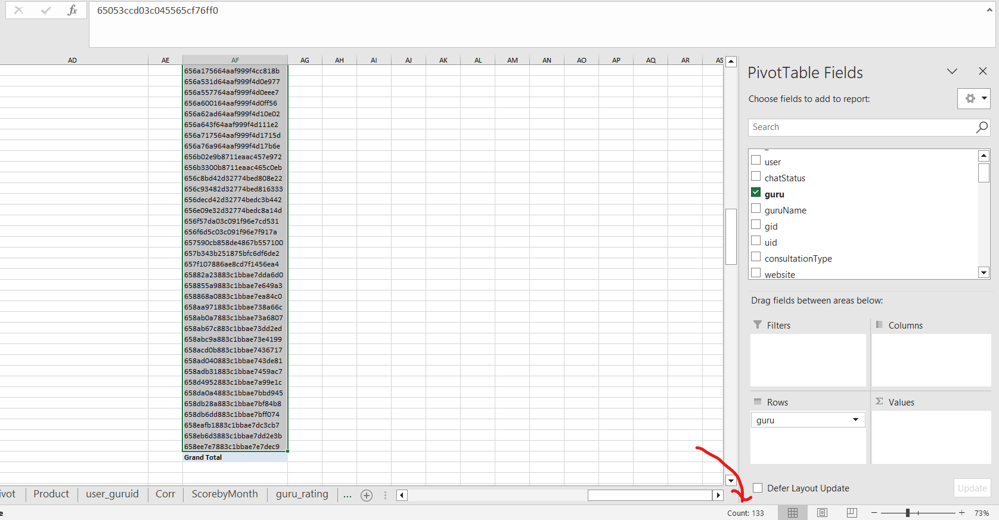 fx 65053ccd03c045565cf76ff0
AD AE AF AG AH AI AJ AK AL AM AN AO AP AQ AR AS
656a175664aaf999f4cc818b
656a531d64aaf999f4d0e977
656a557764aaf999f4d0eee7
656a600164aaf999f4d0ff56
656a62ad64aaf999f4d10e02
656a643f64aaf999f4d111e2
656a717564aaf999f4d1715d
656a76a964aaf999f4d17b6e
656b02e9b8711eaac457e972
656b3300b8711eaac465c0eb
656c8bd42d32774bed808e22
656c93482d32774bed816333
656decd42d32774bedc3b442
656e09e32d32774bedc8a14d
656f57da03c091f96e7cd531
656f6d5c03c091f96e7f917a
657590cb858de4867b557100
657b343b251875bfc6df6de2
657f107886ae8cd7f1456ea4
65882a23883c1bbae7dda6d0
658855a9883c1bbae7e649a3
658868a0883c1bbae7ea84c0
658aa971883c1bbae738a66c
658ab0a7883c1bbae73a6807
658ab67c883c1bbae73dd2ed
658abc9a883c1bbae73e4199
658acd0b883c1bbae7436717
658ad040883c1bbae743de81
658adb31883c1bbae7459ac7
658d4952883c1bbae7a99e1c
658da0a4883c1bbae7bbd945
658db28a883c1bbae7bf84b8
658db6dd883c1bbae7bff074
658eafb1883c1bbae7dc3cb7
658eb6d3883c1bbae7dd2e3b
658ee7e7883c1bbae7e7dec9
Grand Total
PivotTable Fields
Choose fields to add to report:
Search
user
chatStatus
guru
guruName
gid
uid
consultationType
website
Drag fields between areas below:
Filters
Columns
Rows
Σ Values
guru
Defer Layout Update
Update
ivot Product user_guruid Corr ScorebyMonth guru_rating ...
e
Count: 133
73%